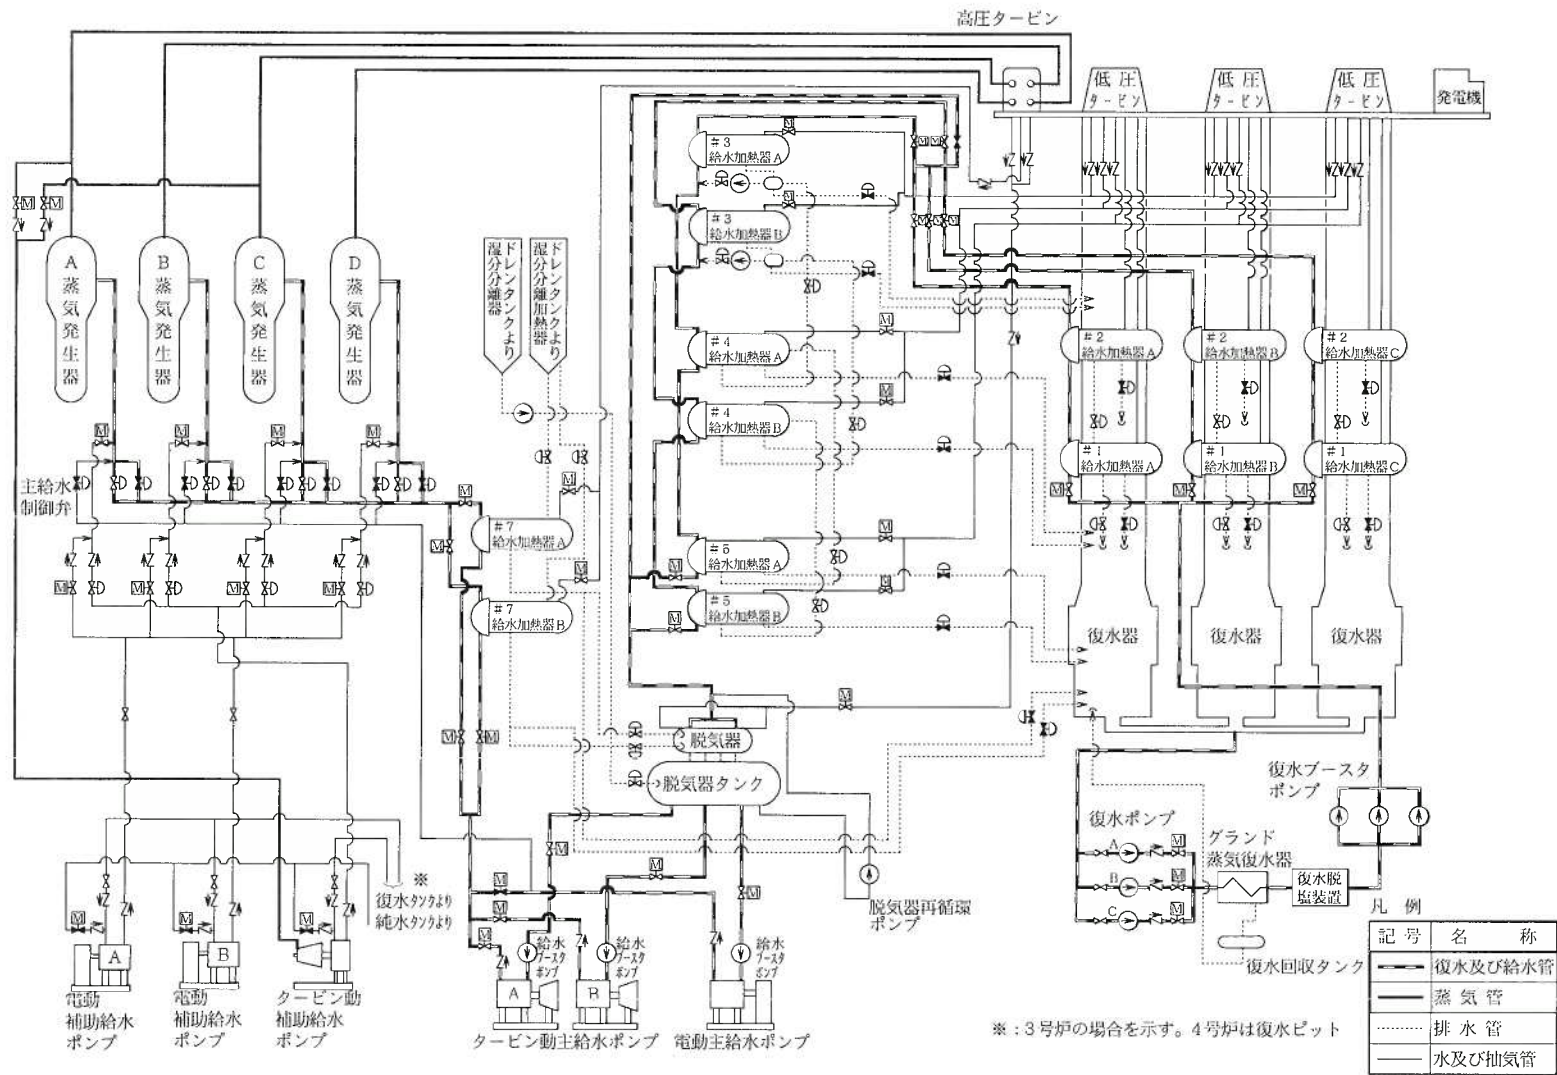 高圧タービン
低圧
タービン
低圧
タービン
低圧
タービン
発電機
#3
給水加熱器A
#3
給水加熱器B
A
蒸気発生器
B
蒸気発生器
C
蒸気発生器
D
蒸気発生器
湿分分離器
ドレンタンクより
湿分分離加熱器
ドレンタンクより
#4
給水加熱器A
#4
給水加熱器B
#2
給水加熱器A
#2
給水加熱器B
#2
給水加熱器C
#1
給水加熱器A
#1
給水加熱器B
#1
給水加熱器C
主給水
制御弁
#7
給水加熱器A
#7
給水加熱器B
#5
給水加熱器A
#5
給水加熱器B
復水器
復水器
復水器
脱気器
脱気器タンク
復水ブースタ
ポンプ
復水ポンプ
A
B
C
グランド
蒸気復水器
復水脱
塩装置
復水回収タンク
脱気器再循環
ポンプ
※
復水タンクより
純水タンクより
A
電動
補助給水
ポンプ
B
電動
補助給水
ポンプ
タービン動
補助給水
ポンプ
給水
ブースタ
ポンプ
給水
ブースタ
ポンプ
給水
ブースタ
ポンプ
A
B
タービン動主給水ポンプ
電動主給水ポンプ
※:3号炉の場合を示す。4号炉は復水ピット
凡例
記号 名称
復水及び給水管
蒸気管
排水管
水及び抽気管